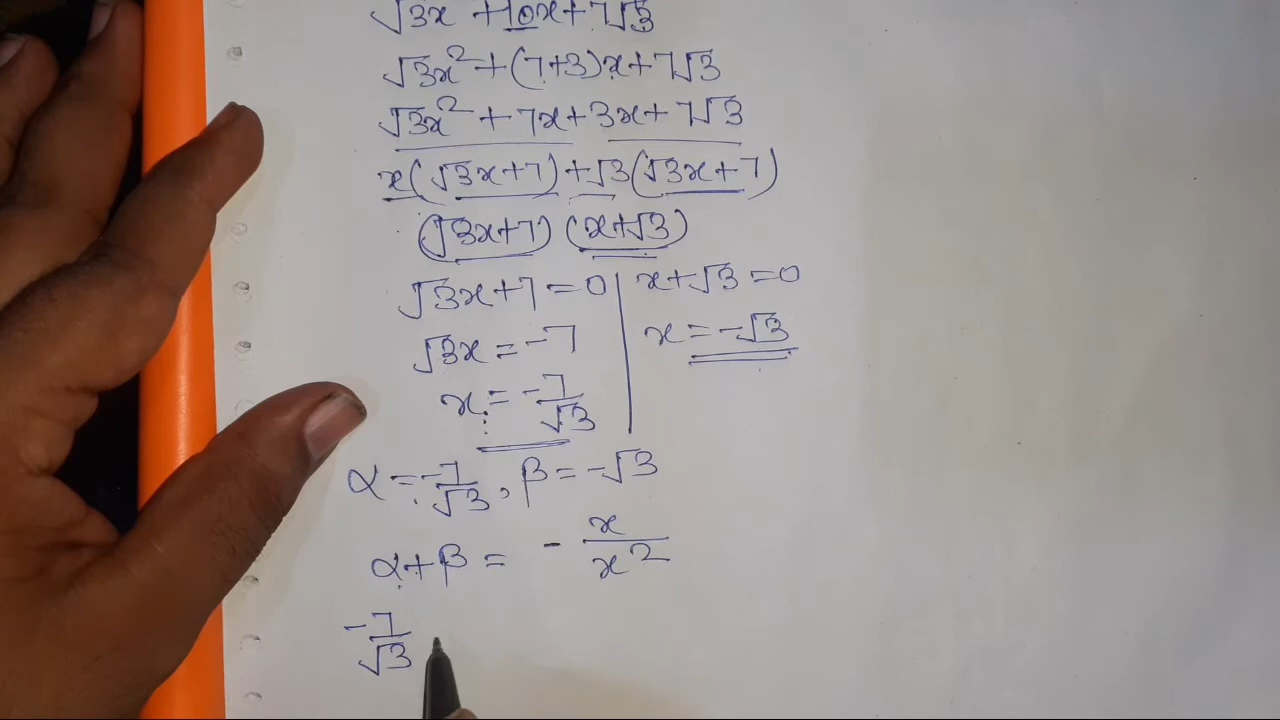 √3x +10x+7√3
√3x²+(7+3)x+7√3
√3x²+7x+3x+7√3
x(√3x+7)+√3(√3x+7)
(√3x+7)(x+√3)
√3x+7=0 | x+√3=0
√3x=-7 | x=-√3
x=-7/√3
α=-7/√3, β=-√3
α+β= - x/x²
-7/√3